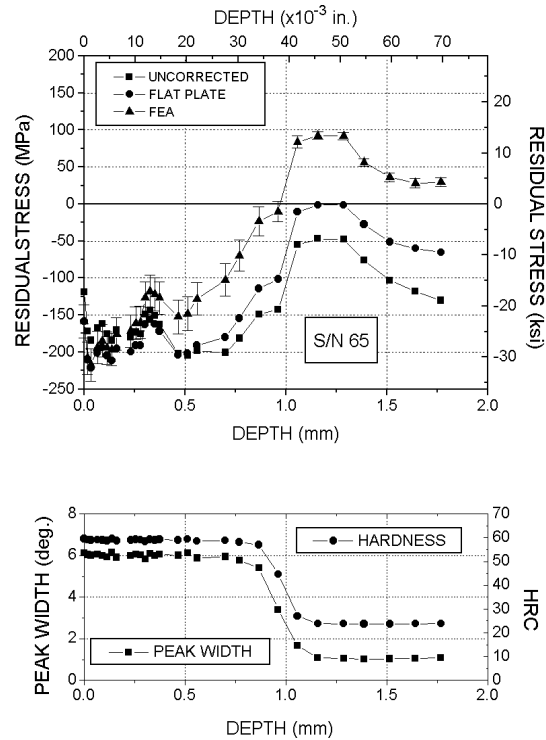 DEPTH (x10-3 in.)
0 10 20 30 40 50 60 70
UNCORRECTED
FLAT PLATE
FEA
RESIDUALSTRESS (MPa)
200
150
100
50
0
-50
-100
-150
-200
-250
RESIDUAL STRESS (ksi)
20
10
0
-10
-20
-30
S/N 65
0.0 0.5 1.0 1.5 2.0
DEPTH (mm)
PEAK WIDTH (deg.)
8
6
4
2
0
HRC
70
60
50
40
30
20
10
0
HARDNESS
PEAK WIDTH
0.0 0.5 1.0 1.5 2.0
DEPTH (mm)